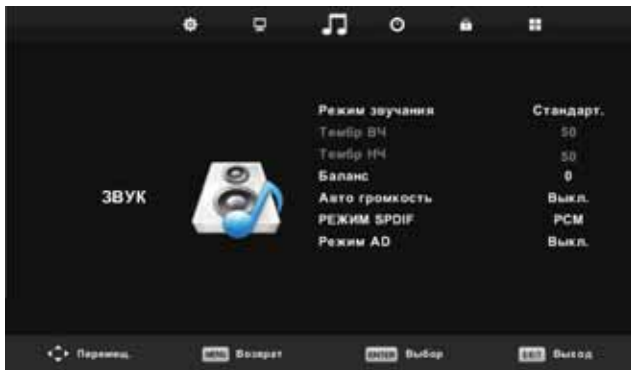 Режим звучания Стандарт.
Тембр ВЧ 50
Тембр НЧ 50
Баланс 0
ЗВУК
Авто громкость Выкл.
РЕЖИМ SPDIF PCM
Режим AD Выкл.
Перемещ. MENU Возврат ENTER Выбор EXIT Выход